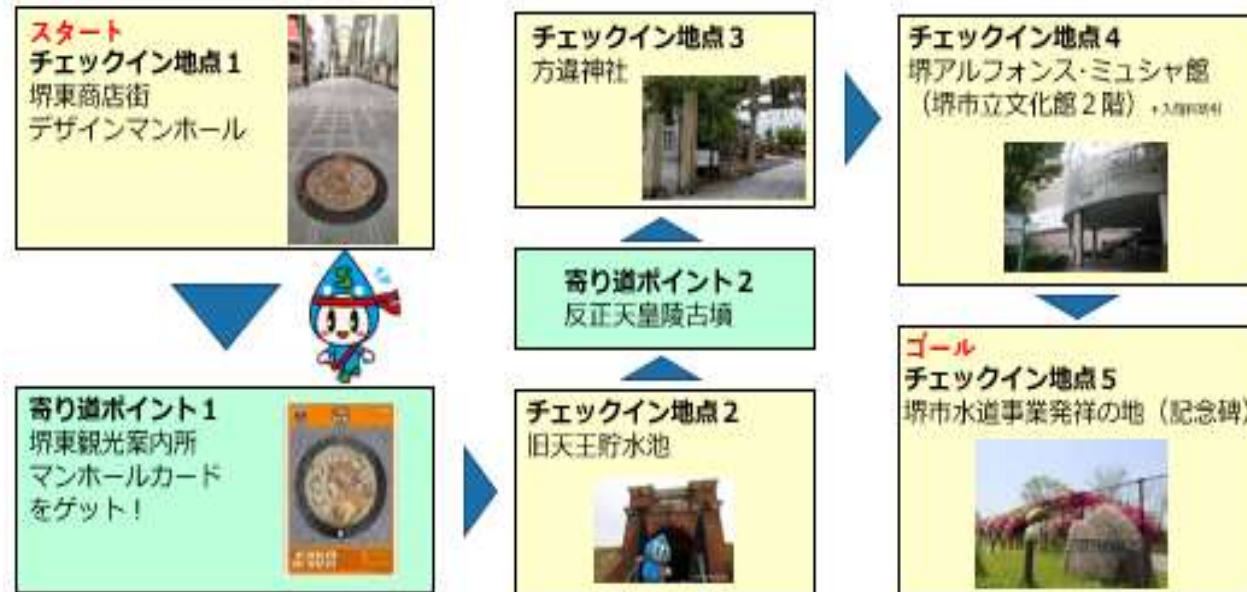 スタート
チェックイン地点1
堺東商店街
デザインマンホール
寄り道ポイント1
堺東観光案内所
マンホールカード
をゲット！
チェックイン地点2
旧天王貯水池
寄り道ポイント2
反正天皇陵古墳
チェックイン地点3
方違神社
チェックイン地点4
堺アルフォンス・ミュシャ館
（堺市立文化館2階）
ゴール
チェックイン地点5
堺市水道事業発祥の地（記念碑）